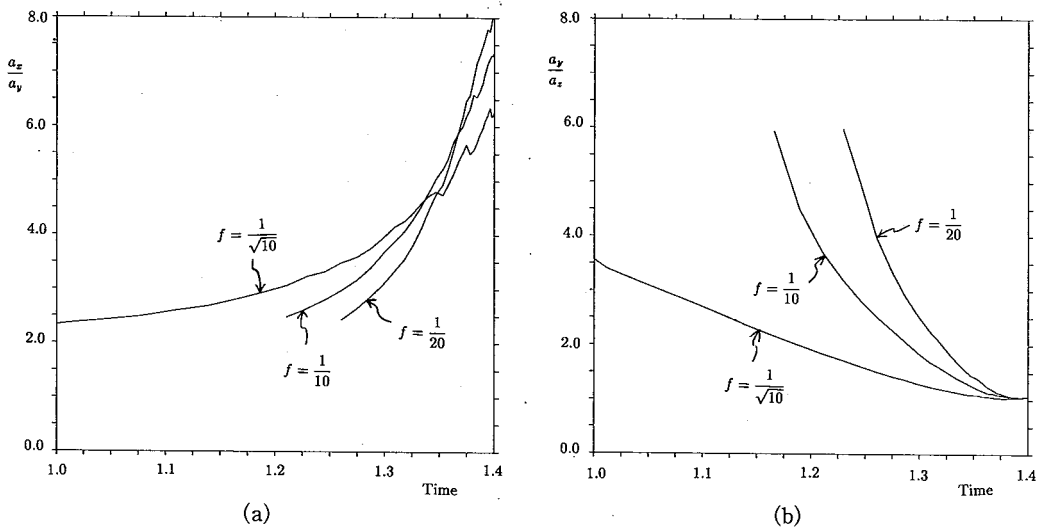 8.0
a_x
a_y
6.0
4.0
2.0
0.0
f = 1/√10
f = 1/10
f = 1/20
1.0 1.1 1.2 1.3 1.4
Time
(a)
8.0
a_y
a_z
6.0
4.0
2.0
0.0
f = 1/20
f = 1/10
f = 1/√10
1.0 1.1 1.2 1.3 1.4
Time
(b)